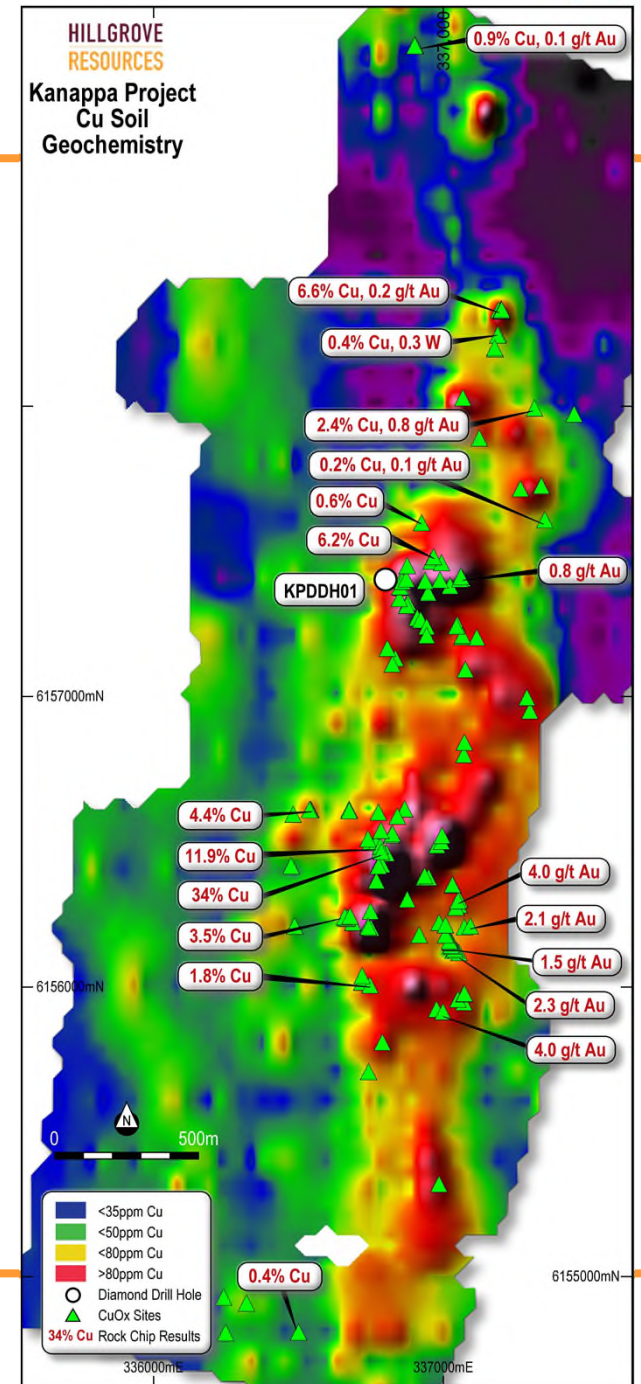 HILLGROVE
RESOURCES
Kanappa Project
Cu Soil
Geochemistry
337000
0.9% Cu, 0.1 g/t Au
6.6% Cu, 0.2 g/t Au
0.4% Cu, 0.3 W
2.4% Cu, 0.8 g/t Au
0.2% Cu, 0.1 g/t Au
0.6% Cu
6.2% Cu
0.8 g/t Au
KPDDH01
6157000mN
4.4% Cu
11.9% Cu
34% Cu
4.0 g/t Au
3.5% Cu
2.1 g/t Au
1.5 g/t Au
1.8% Cu
6156000mN
2.3 g/t Au
4.0 g/t Au
N
0 500m
<35ppm Cu
<50ppm Cu
<80ppm Cu
>80ppm Cu
Diamond Drill Hole
CuOx Sites
34% Cu Rock Chip Results
0.4% Cu
6155000mN
336000mE
337000mE